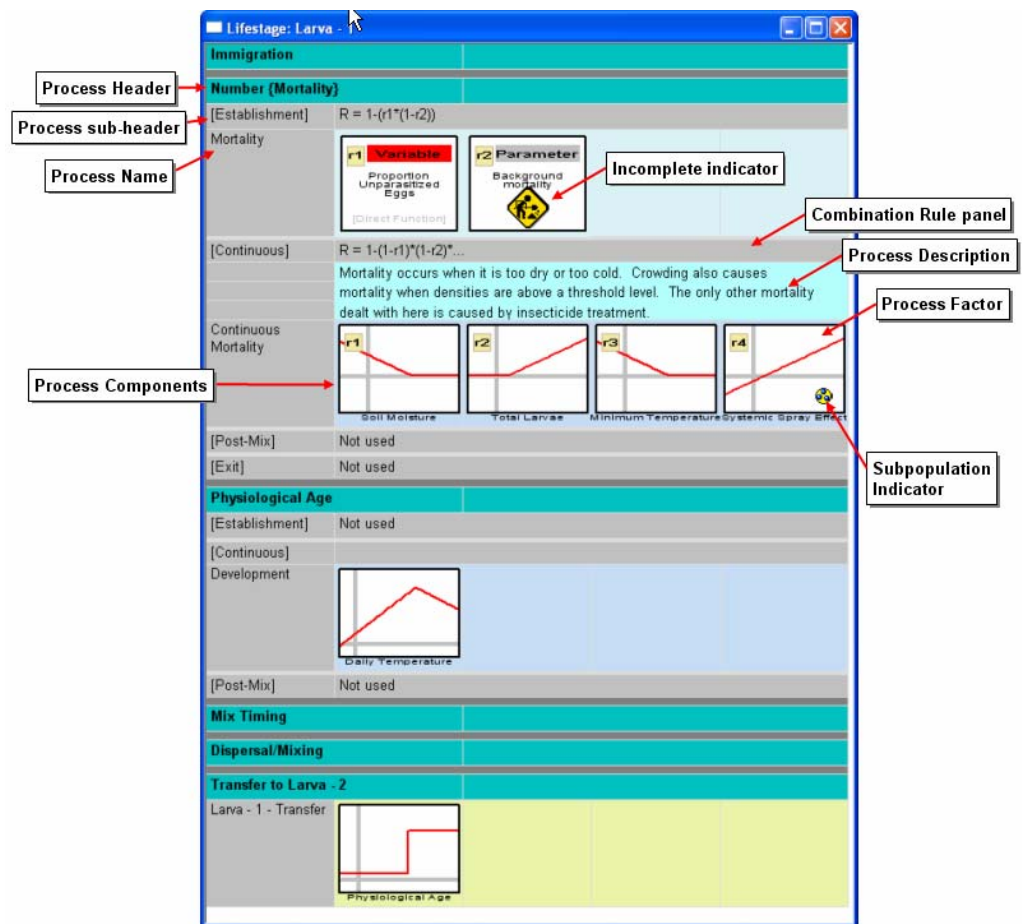 Lifestage: Larva - 1
Immigration
Process Header
Number {Mortality}
Process sub-header
[Establishment] R = 1-(r1*(1-r2))
Process Name
Mortality
r1 Variable
Proportion
Unparasitized
Eggs
[Direct Function]
r2 Parameter
Background
mortality
Incomplete indicator
Combination Rule panel
[Continuous] R = 1-(1-r1)*(1-r2)*...
Process Description
Mortality occurs when it is too dry or too cold. Crowding also causes
mortality when densities are above a threshold level. The only other mortality
dealt with here is caused by insecticide treatment.
Process Factor
Continuous
Mortality
r1 r2 r3 r4
Process Components
Soil Moisture Total Larvae Minimum Temperature Systemic Spray Effect
Subpopulation
Indicator
[Post-Mix] Not used
[Exit] Not used
Physiological Age
[Establishment] Not used
[Continuous]
Development
Daily Temperature
[Post-Mix] Not used
Mix Timing
Dispersal/Mixing
Transfer to Larva - 2
Larva - 1 - Transfer
Physiological Age